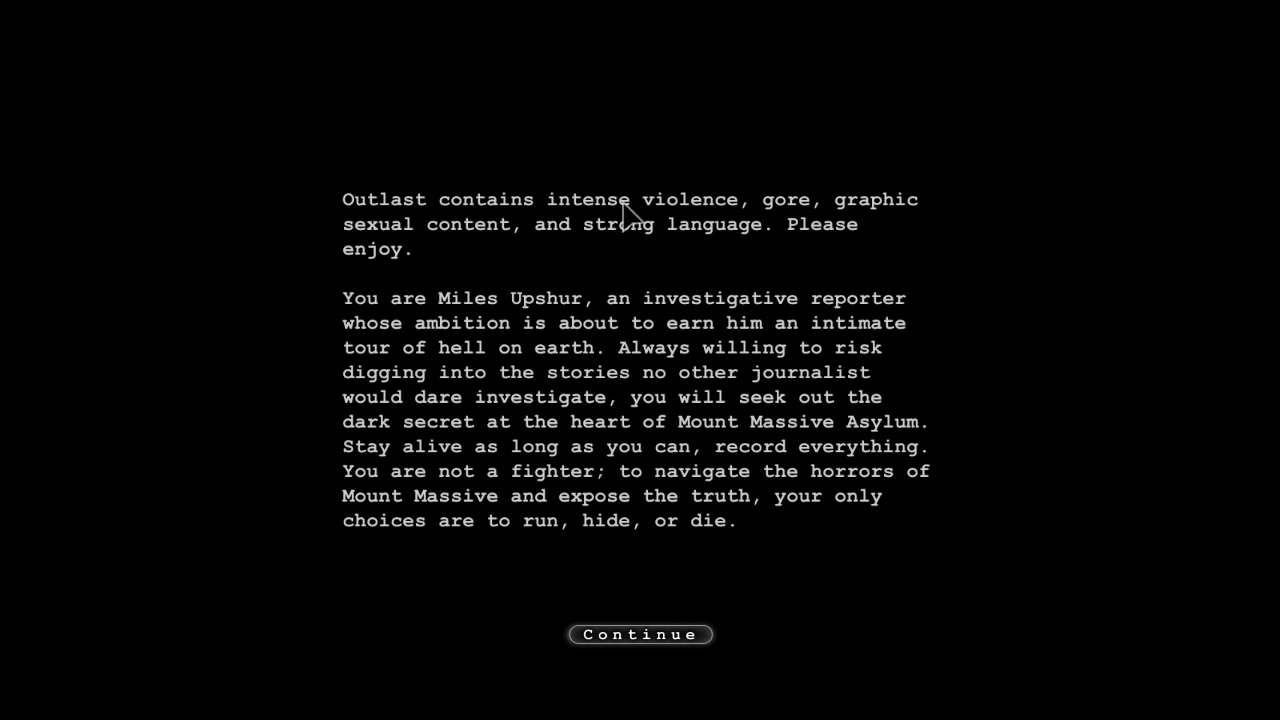 Outlast contains intense violence, gore, graphic
sexual content, and strong language. Please
enjoy.
You are Miles Upshur, an investigative reporter
whose ambition is about to earn him an intimate
tour of hell on earth. Always willing to risk
digging into the stories no other journalist
would dare investigate, you will seek out the
dark secret at the heart of Mount Massive Asylum.
Stay alive as long as you can, record everything.
You are not a fighter; to navigate the horrors of
Mount Massive and expose the truth, your only
choices are to run, hide, or die.
Continue